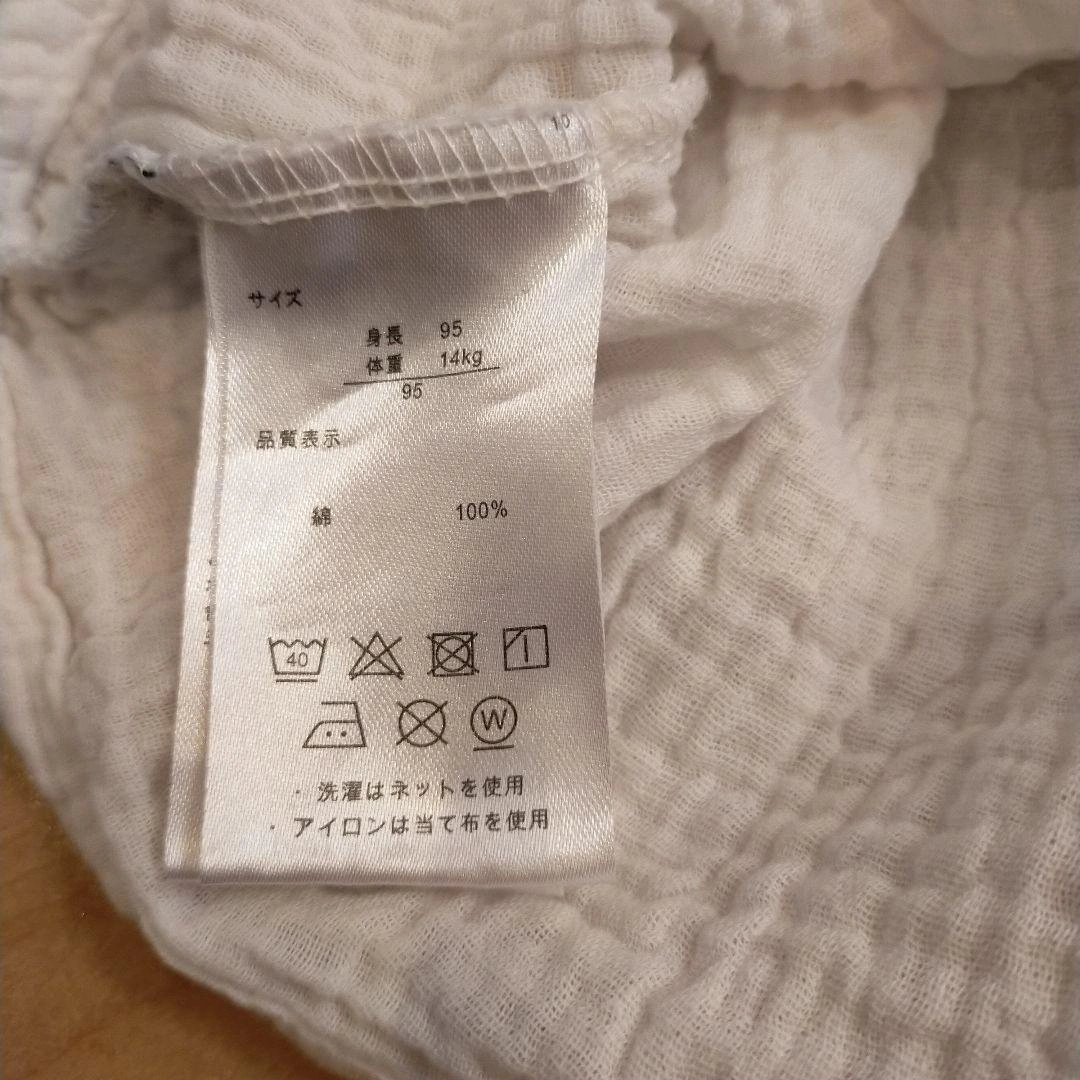 10
サイズ
身長 95
体重 14kg
95
品質表示
綿 100%
40
W
・ 洗濯はネットを使用
・ アイロンは当て布を使用